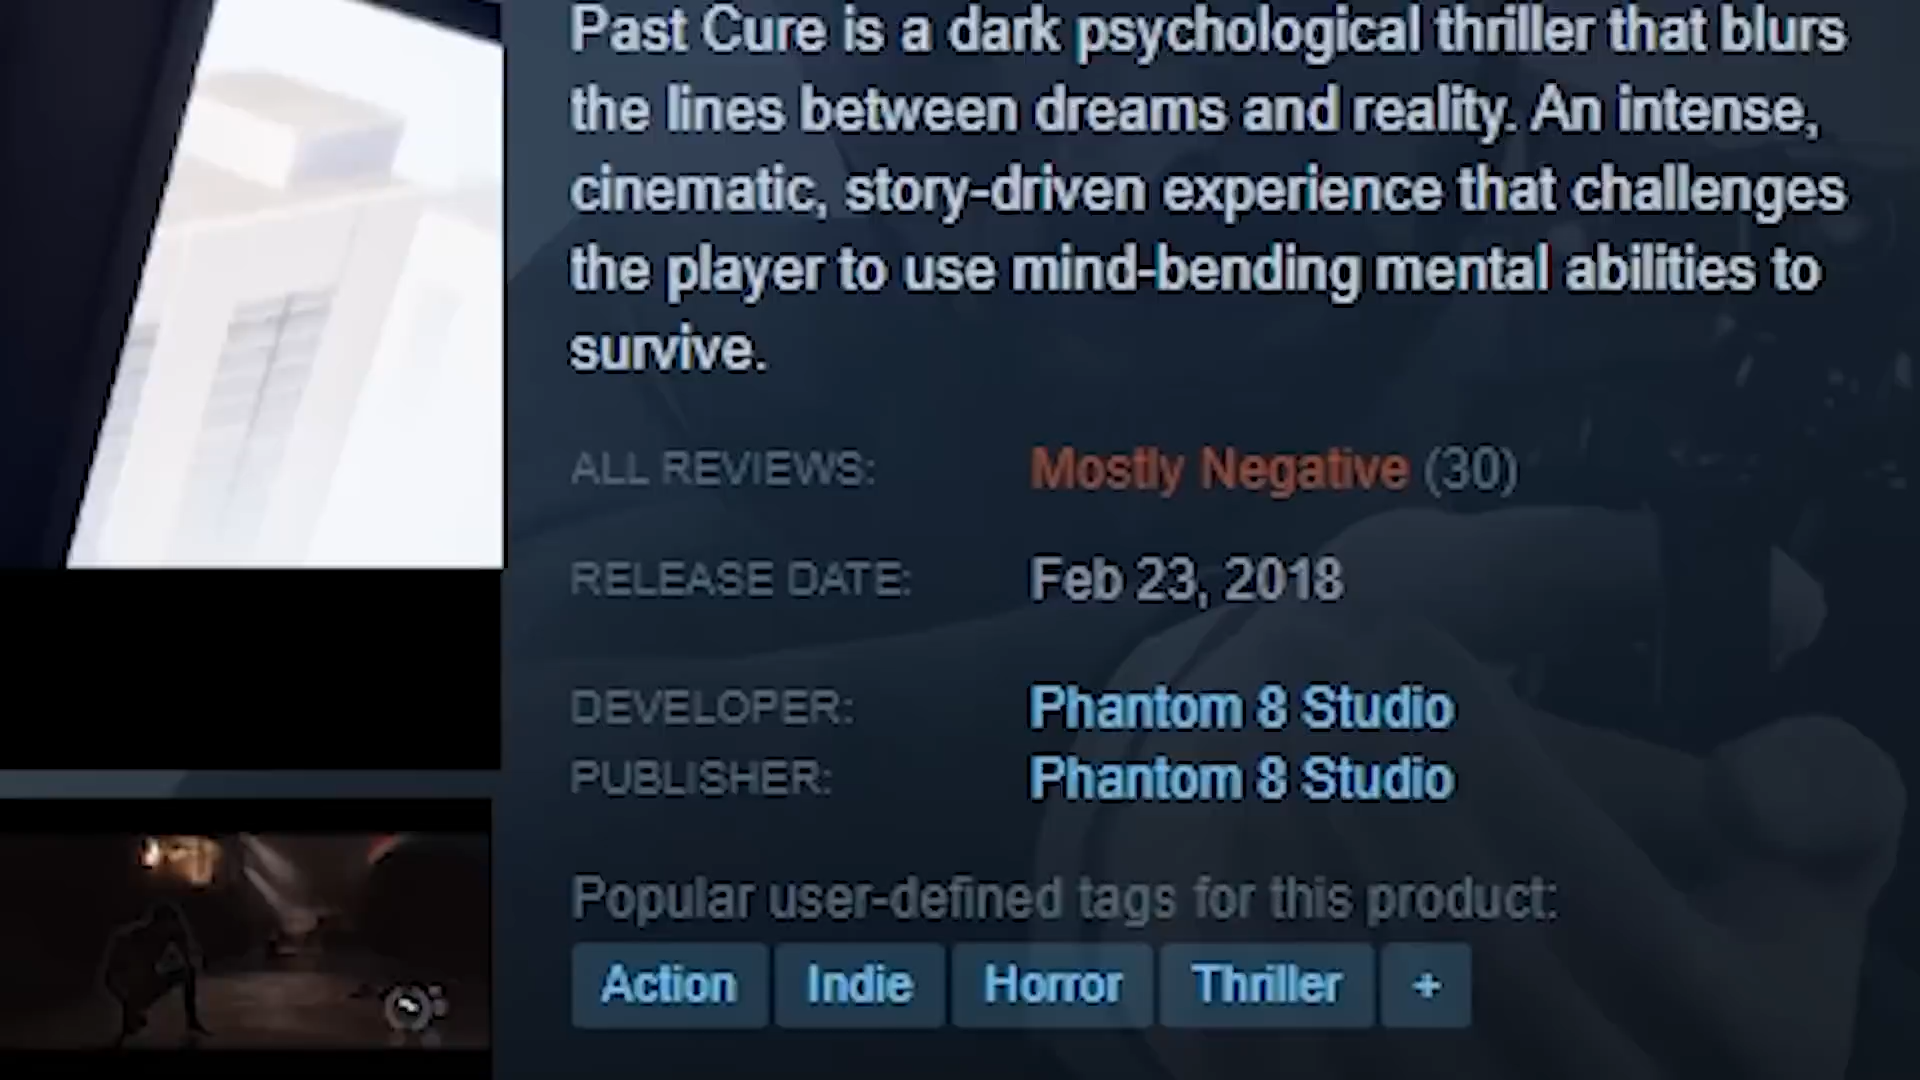 Past Cure is a dark psychological thriller that blurs
the lines between dreams and reality. An intense,
cinematic, story-driven experience that challenges
the player to use mind-bending mental abilities to
survive.
ALL REVIEWS: Mostly Negative (30)
RELEASE DATE: Feb 23, 2018
DEVELOPER: Phantom 8 Studio
PUBLISHER: Phantom 8 Studio
Popular user-defined tags for this product:
Action Indie Horror Thriller +